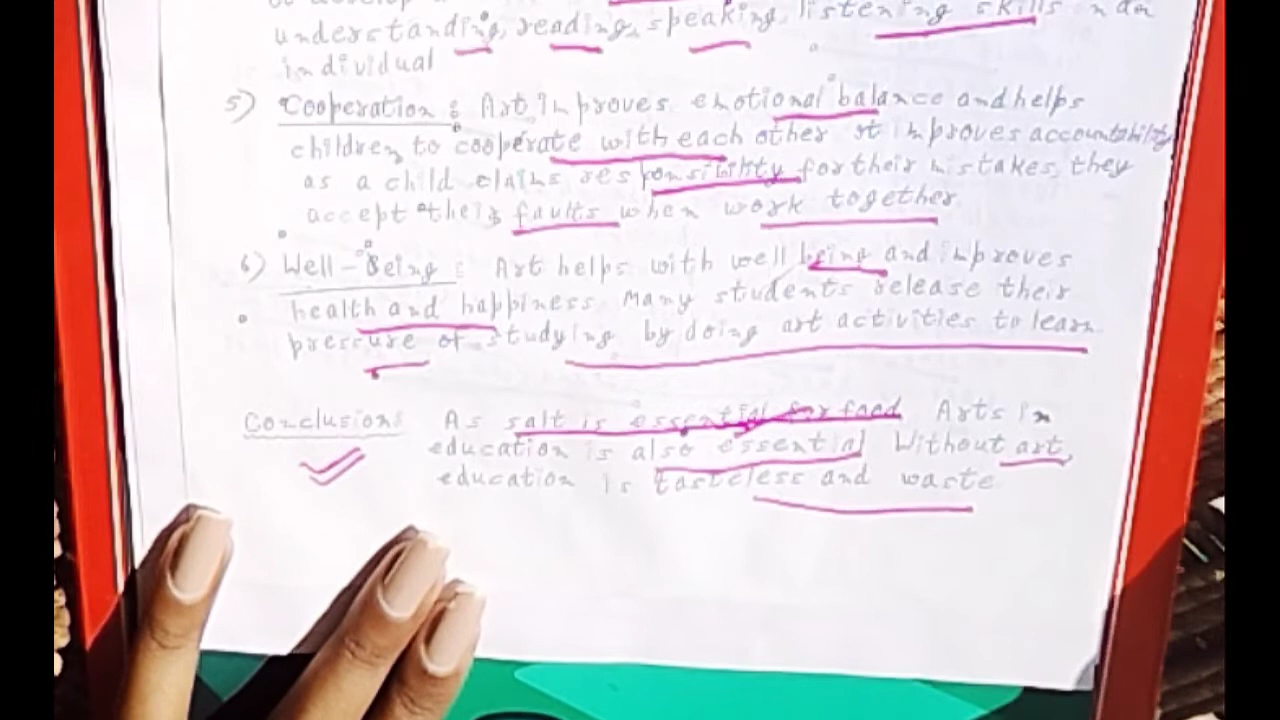 understanding, reading, speaking, listening skills
individual
5) Cooperation : Art improves emotional balance and helps
children to cooperate with each other It improves accountability
as a child claims responsibility for their mistakes, they
accept their faults when work together
6) Well-Being : Art helps with well being and improves
health and happiness Many students release their
pressure of studying by doing art activities to learn
Conclusion: As salt is essential for food Arts in
education is also essential Without art,
education is tasteless and waste